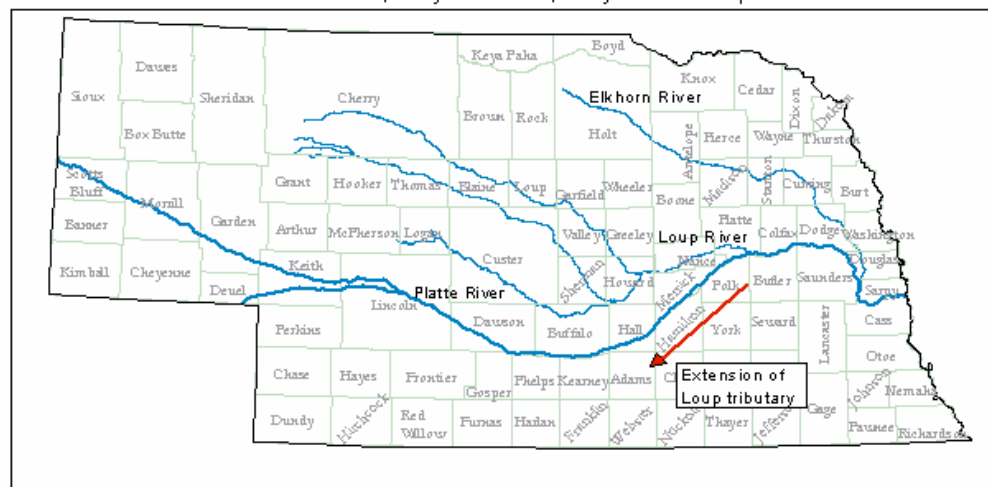 Boyd
Keya Paha
Knox
Cedar
Dixon
Dakota
Dawes
Sioux
Sheridan
Cherry
Elkhorn River
Brown
Rock
Holt
Antelope
Pierce
Wayne
Thurston
Box Butte
Scotts
Bluff
Morrill
Grant
Hooker
Thomas
Blaine
Loup
Garfield
Wheeler
Boone
Madison
Stanton
Cuming
Burt
Banner
Garden
Arthur
McPherson
Logan
Custer
Valley
Greeley
Loup River
Platte
Colfax
Dodge
Washington
Kimball
Cheyenne
Deuel
Keith
Lincoln
Platte River
Sherman
Howard
Nance
Merrick
Polk
Butler
Saunders
Douglas
Sarpy
Perkins
Dawson
Buffalo
Hall
Hamilton
York
Seward
Lancaster
Cass
Otoe
Chase
Hayes
Frontier
Gosper
Phelps
Kearney
Adams
Extension of
Loup tributary
Johnson
Nemaha
Dundy
Hitchcock
Red
Willow
Furnas
Harlan
Franklin
Webster
Thayer
Gage
Pawnee
Richardson